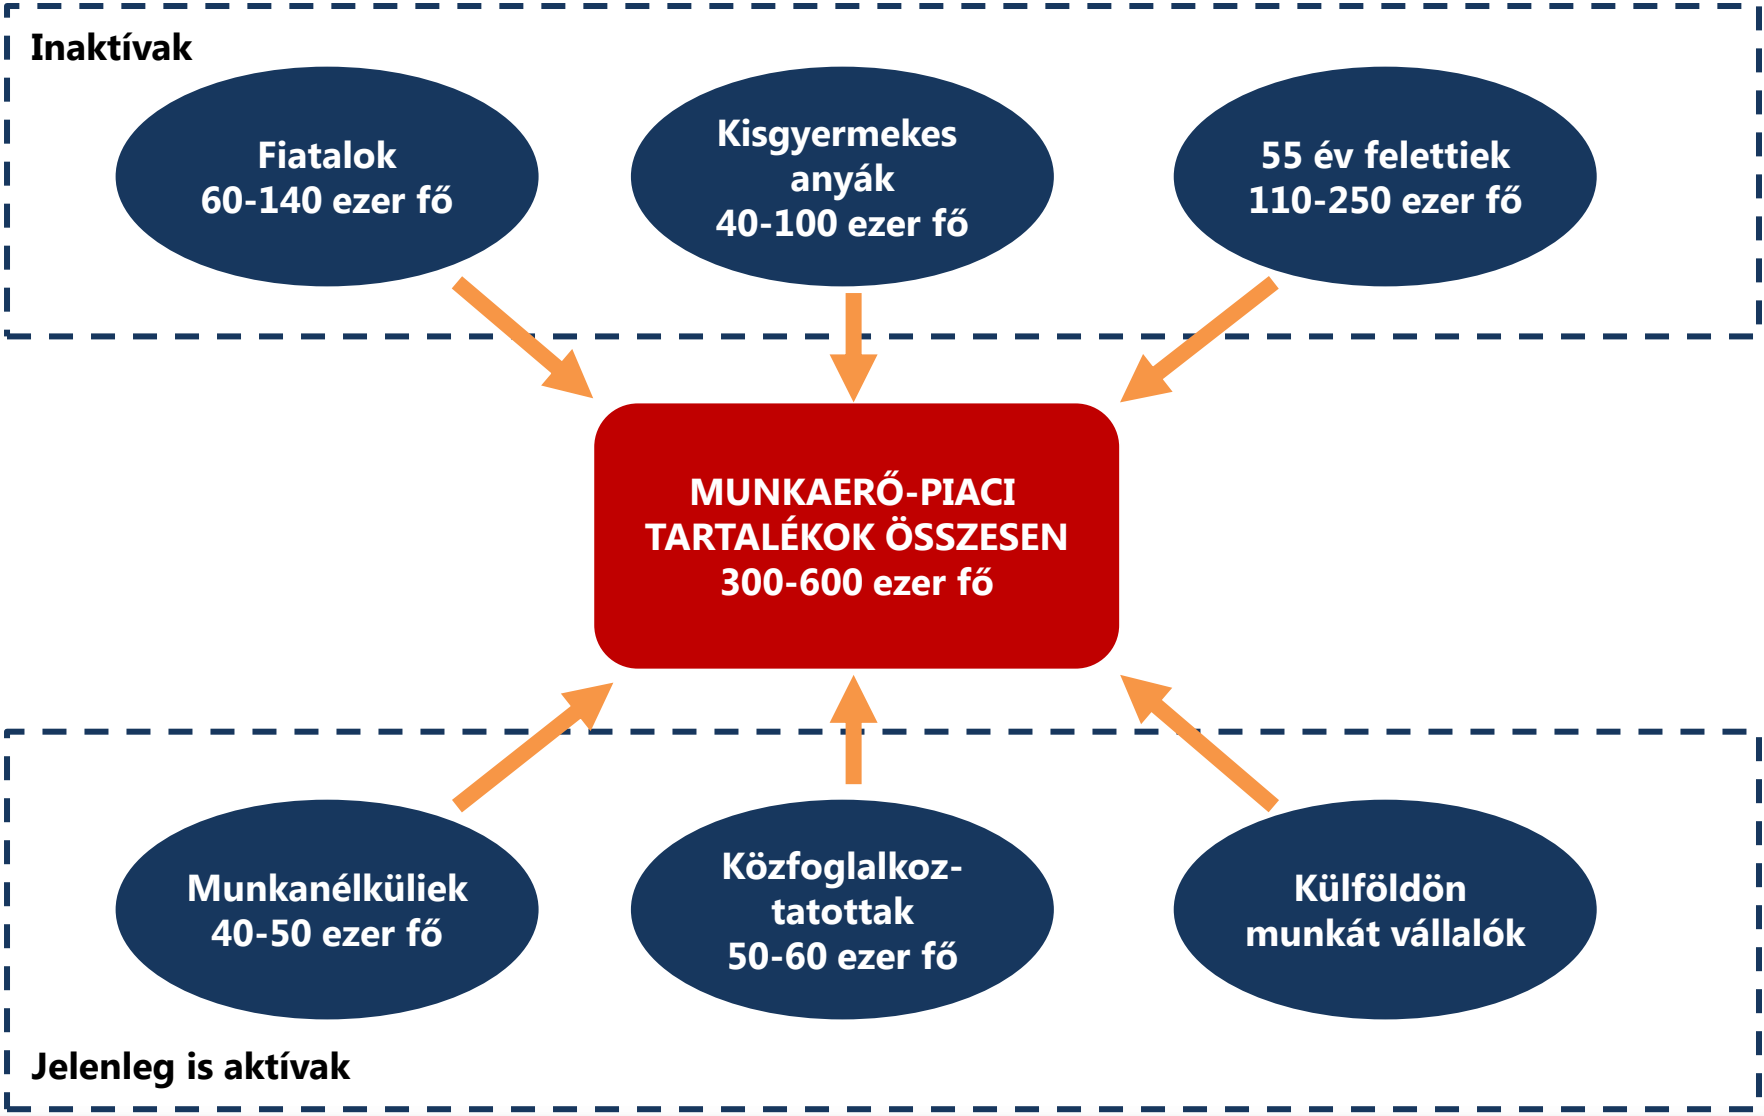 Inaktívak
Fiatalok
60-140 ezer fő
Kisgyermekes
anyák
40-100 ezer fő
55 év felettiek
110-250 ezer fő
MUNKAERŐ-PIACI
TARTALÉKOK ÖSSZESEN
300-600 ezer fő
Munkanélküliek
40-50 ezer fő
Közfoglalkoz-
tatottak
50-60 ezer fő
Külföldön
munkát vállalók
Jelenleg is aktívak